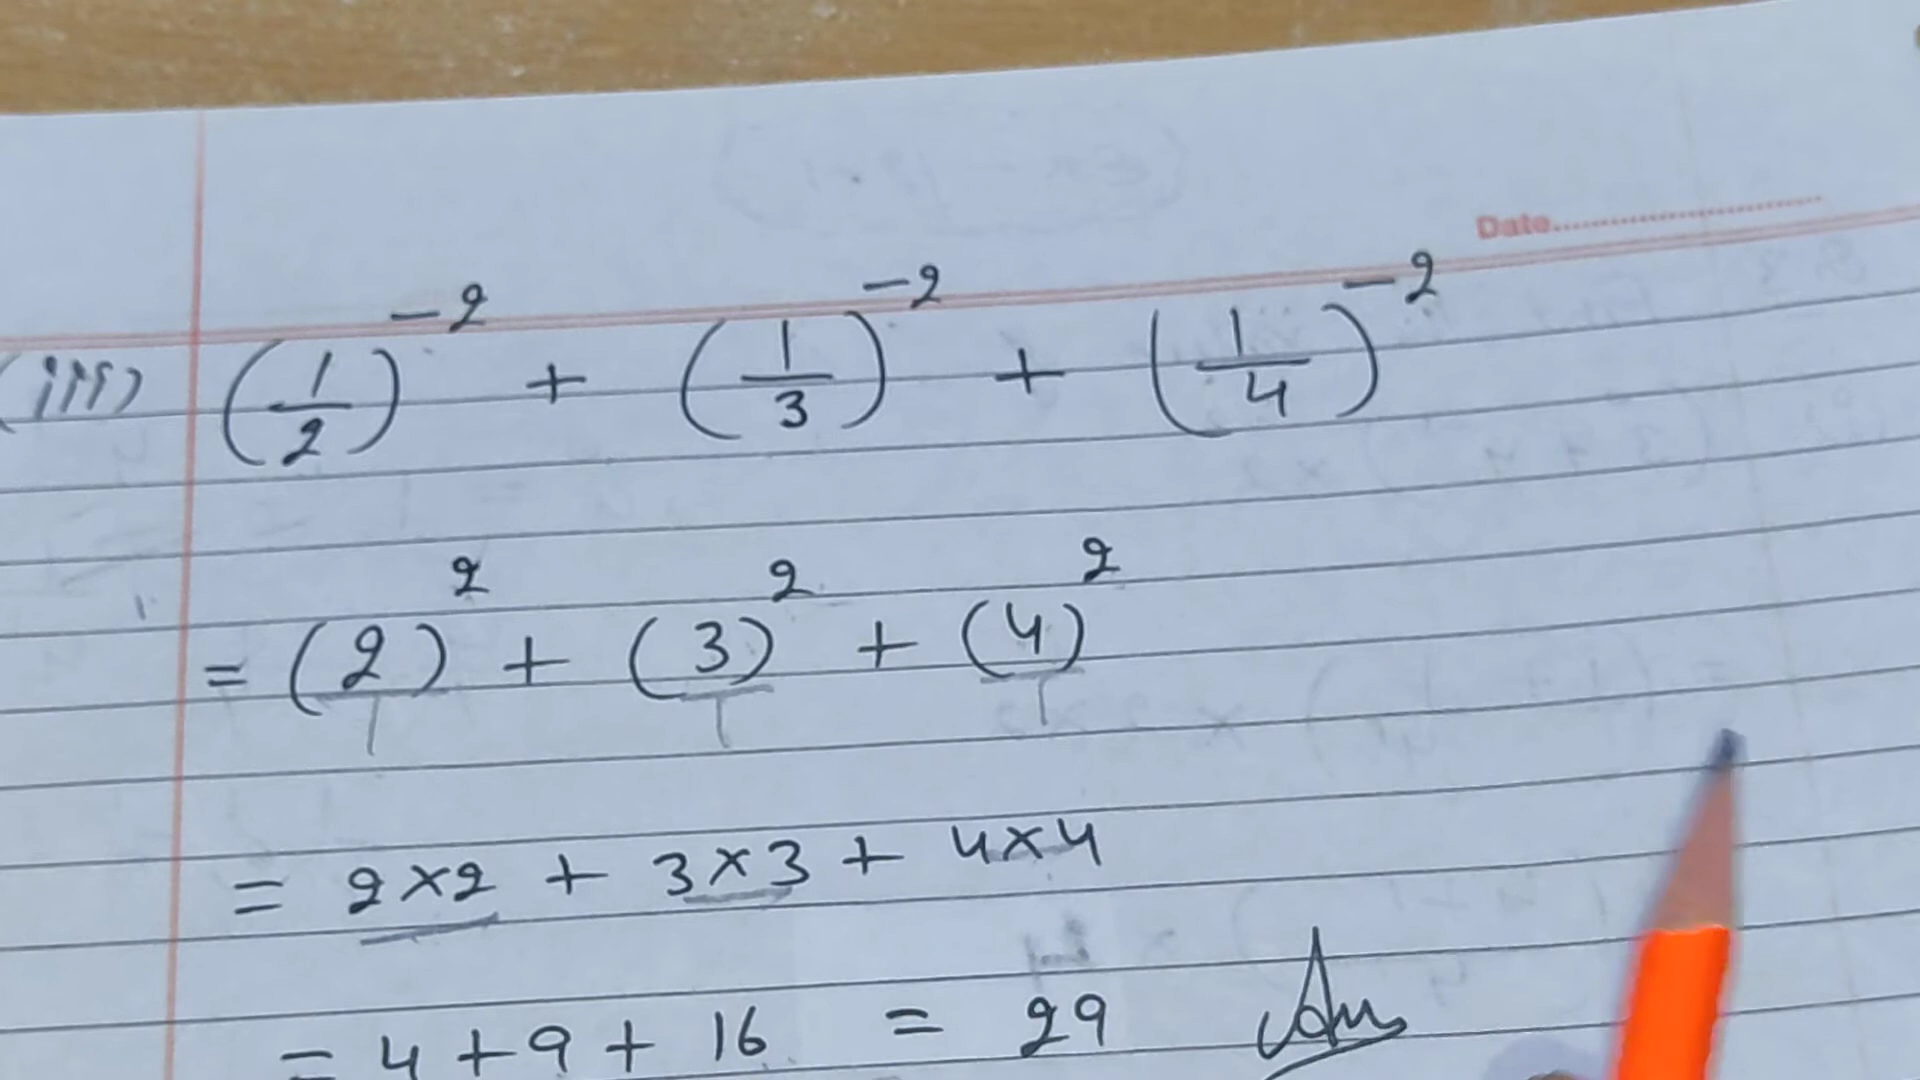 Date
(iii) (1/2)^-2 + (1/3)^-2 + (1/4)^-2
= (2/1)^2 + (3/1)^2 + (4/1)^2
= 2×2 + 3×3 + 4×4
= 4 + 9 + 16 = 29 Ans